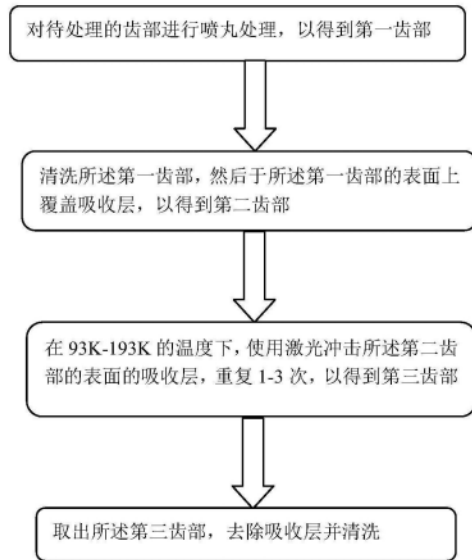 对待处理的齿部进行喷丸处理，以得到第一齿部
清洗所述第一齿部，然后于所述第一齿部的表面上
覆盖吸收层，以得到第二齿部
在 93K-193K 的温度下，使用激光冲击所述第二齿
部的表面的吸收层，重复 1-3 次，以得到第三齿部
取出所述第三齿部，去除吸收层并清洗